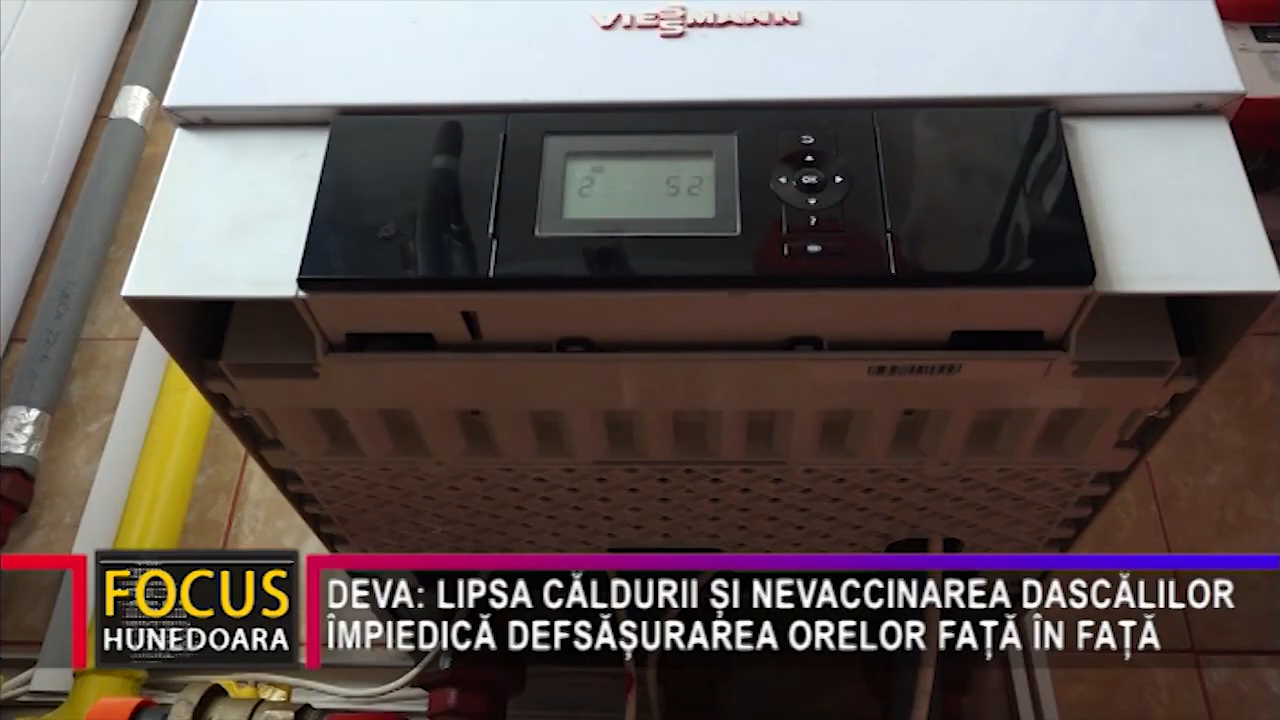 VIESSMANN
2 52
OK
?
FOCUS
HUNEDOARA
DEVA: LIPSA CĂLDURII ȘI NEVACCINAREA DASCĂLILOR
ÎMPIEDICĂ DEFSĂȘURAREA ORELOR FAȚĂ ÎN FAȚĂ